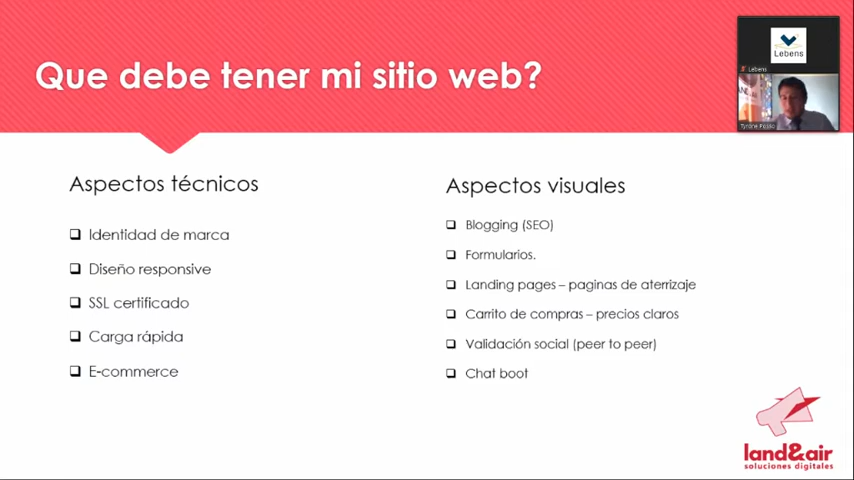 Que debe tener mi sitio web?
Lebens
Lebens
Tyrone
Aspectos técnicos
Identidad de marca
Diseño responsive
SSL certificado
Carga rápida
E-commerce
Aspectos visuales
Blogging (SEO)
Formularios.
Landing pages – paginas de aterrizaje
Carrito de compras – precios claros
Validación social (peer to peer)
Chat boot
land&air
soluciones digitales